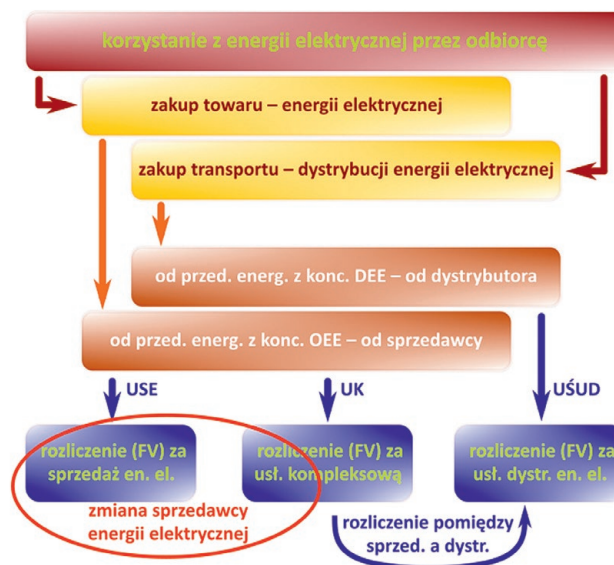 korzystanie z energii elektrycznej przez odbiorcę
zakup towaru – energii elektrycznej
zakup transportu – dystrybucji energii elektrycznej
od przed. energ. z konc. DEE – od dystrybutora
od przed. energ. z konc. OEE – od sprzedawcy
USE
UK
UŚUD
rozliczenie (FV) za
sprzedaż en. el.
rozliczenie (FV) za
usł. kompleksową
rozliczenie (FV) za
usł. dystr. en. el.
zmiana sprzedawcy
energii elektrycznej
rozliczenie pomiędzy
sprzed. a dystr.